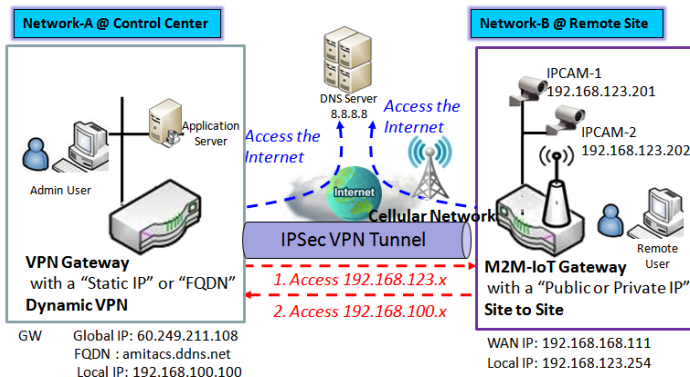 Network-A @ Control Center
Network-B @ Remote Site
DNS Server
8.8.8.8
Access the
Internet
Access the
Internet
IPCAM-1
192.168.123.201
IPCAM-2
192.168.123.202
Application
Server
Admin User
Internet
Cellular Network
IPSec VPN Tunnel
Remote
User
VPN Gateway
with a “Static IP” or “FQDN”
Dynamic VPN
1. Access 192.168.123.x
2. Access 192.168.100.x
M2M-IoT Gateway
with a “Public or Private IP”
Site to Site
GW Global IP: 60.249.211.108
FQDN : amitacs.ddns.net
Local IP: 192.168.100.100
WAN IP: 192.168.168.111
Local IP: 192.168.123.254